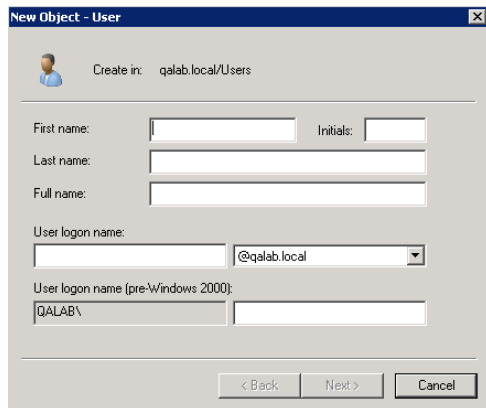 New Object - User
Create in: qalab.local/Users
First name: Initials:
Last name:
Full name:
User logon name:
@qalab.local
User logon name (pre-Windows 2000):
QALAB\
< Back Next > Cancel